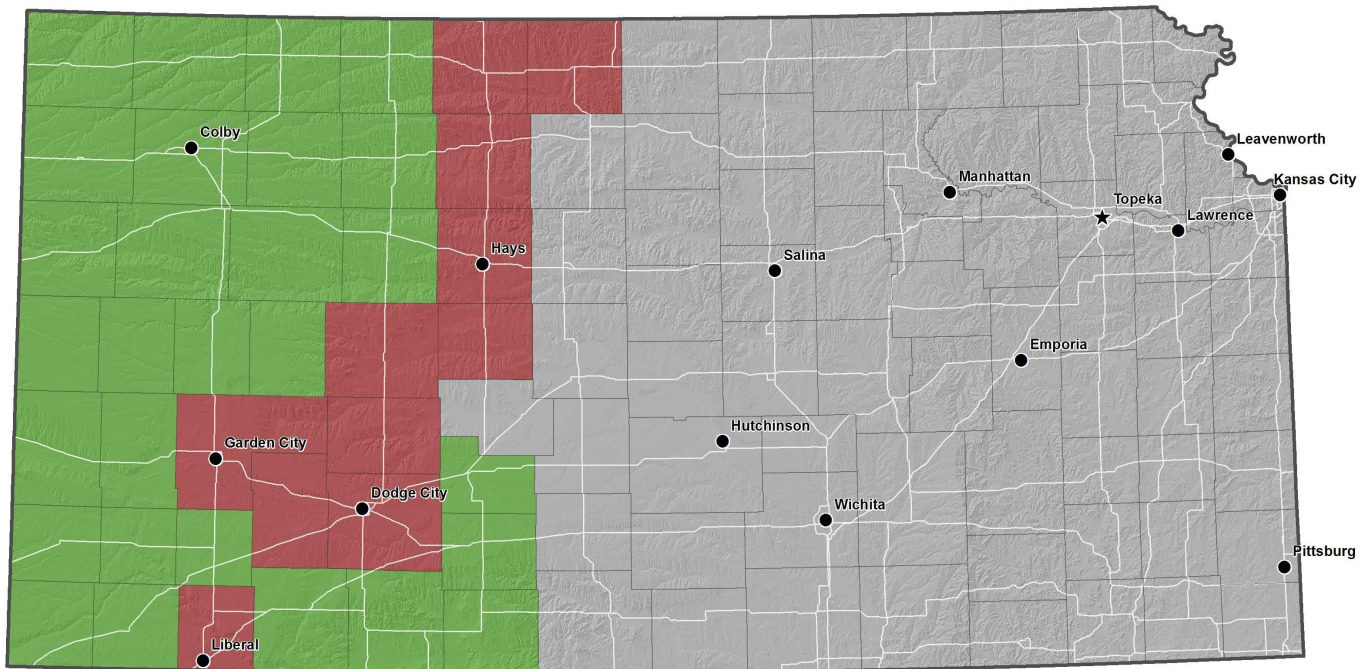 Colby
Leavenworth
Manhattan
Kansas City
Topeka
Lawrence
Hays
Salina
Emporia
Hutchinson
Garden City
Dodge City
Wichita
Pittsburg
Liberal